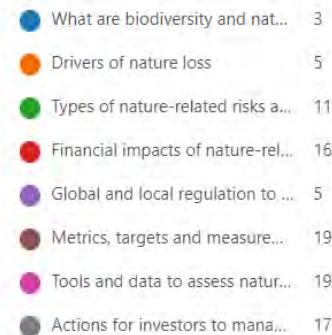 What are biodiversity and nat... 3
Drivers of nature loss 5
Types of nature-related risks a... 11
Financial impacts of nature-rel... 16
Global and local regulation to ... 5
Metrics, targets and measure... 19
Tools and data to assess natur... 19
Actions for investors to mana... 17